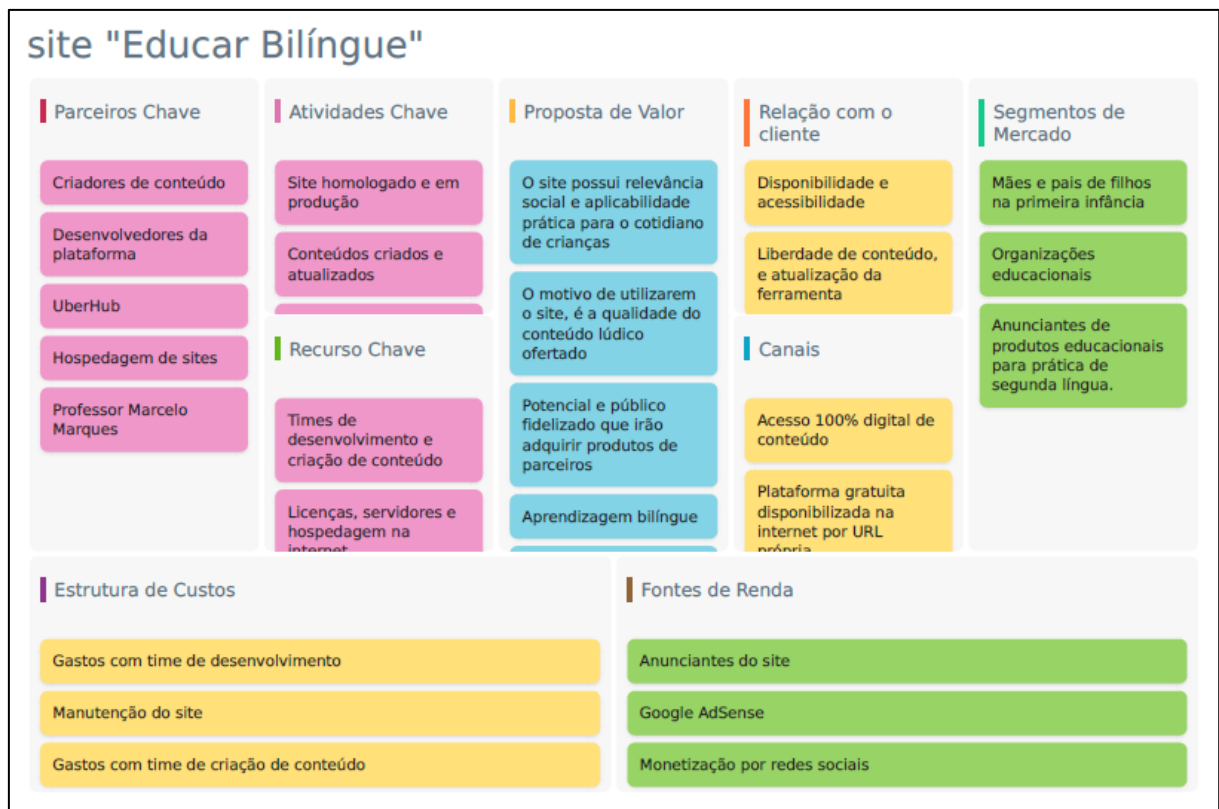 site "Educar Bilíngue"
Parceiros Chave
Criadores de conteúdo
Desenvolvedores da
plataforma
UberHub
Hospedagem de sites
Professor Marcelo
Marques
Atividades Chave
Site homologado e em
produção
Conteúdos criados e
atualizados
Recurso Chave
Times de
desenvolvimento e
criação de conteúdo
Licenças, servidores e
hospedagem na
internet
Proposta de Valor
O site possui relevância
social e aplicabilidade
prática para o cotidiano
de crianças
O motivo de utilizarem
o site, é a qualidade do
conteúdo lúdico
ofertado
Potencial e público
fidelizado que irão
adquirir produtos de
parceiros
Aprendizagem bilíngue
Relação com o
cliente
Disponibilidade e
acessibilidade
Liberdade de conteúdo,
e atualização da
ferramenta
Canais
Acesso 100% digital de
conteúdo
Plataforma gratuita
disponibilizada na
internet por URL
própria
Segmentos de
Mercado
Mães e pais de filhos
na primeira infância
Organizações
educacionais
Anunciantes de
produtos educacionais
para prática de
segunda língua.
Estrutura de Custos
Gastos com time de desenvolvimento
Manutenção do site
Gastos com time de criação de conteúdo
Fontes de Renda
Anunciantes do site
Google AdSense
Monetização por redes sociais